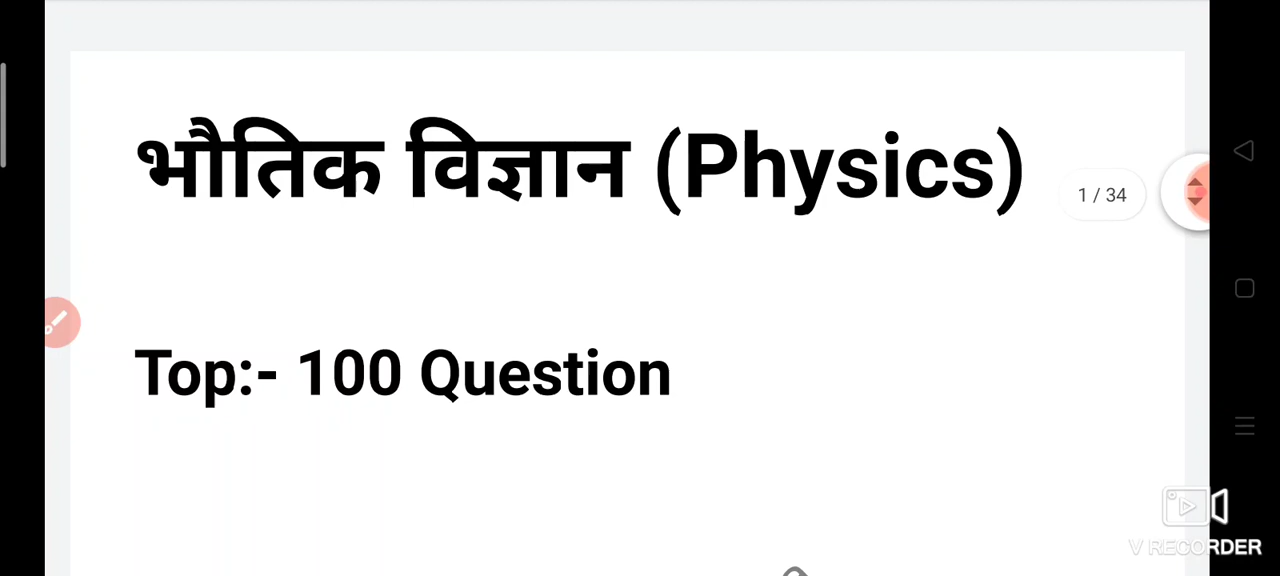 भौतिक विज्ञान (Physics)
1 / 34
Top:- 100 Question
V RECORDER